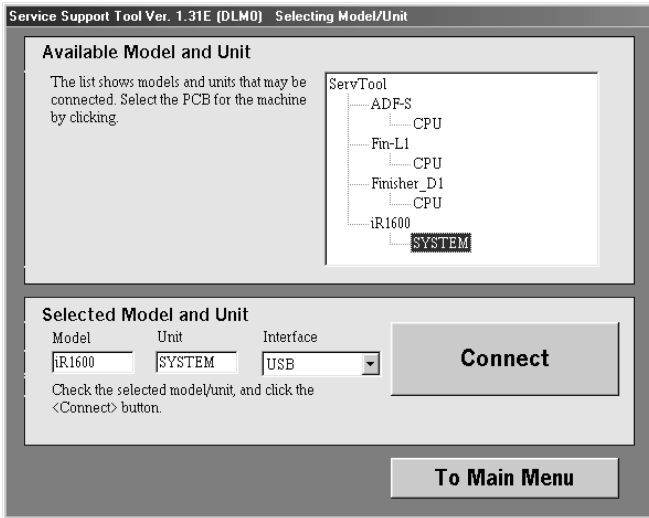 Service Support Tool Ver. 1.31E (DLM0) Selecting Model/Unit
Available Model and Unit
The list shows models and units that may be
connected. Select the PCB for the machine
by clicking.
ServTool
ADF-S
CPU
Fin-L1
CPU
Finisher_D1
CPU
iR1600
SYSTEM
Selected Model and Unit
Model Unit Interface
iR1600 SYSTEM USB
Connect
Check the selected model/unit, and click the
<Connect> button.
To Main Menu